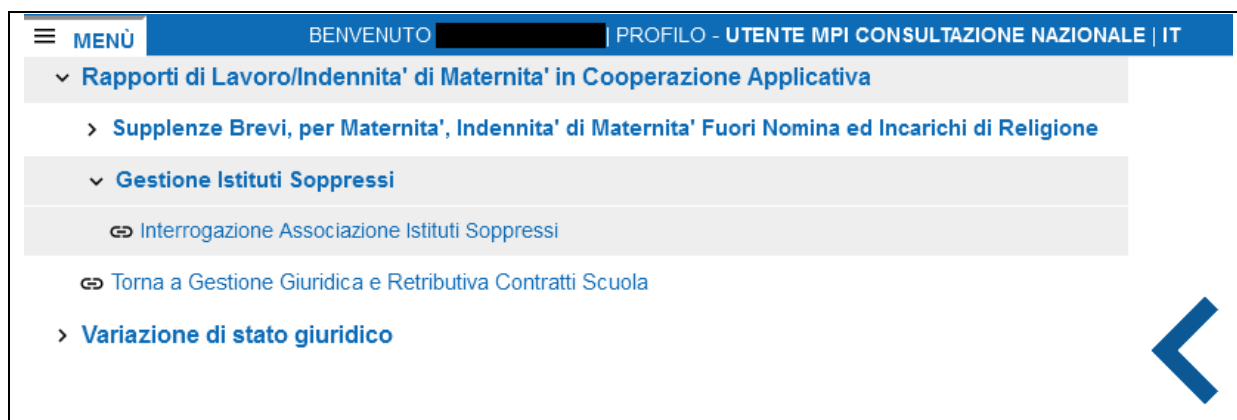 MENÙ BENVENUTO | PROFILO - UTENTE MPI CONSULTAZIONE NAZIONALE | IT
Rapporti di Lavoro/Indennita' di Maternita' in Cooperazione Applicativa
Supplenze Brevi, per Maternita', Indennita' di Maternita' Fuori Nomina ed Incarichi di Religione
Gestione Istituti Soppressi
Interrogazione Associazione Istituti Soppressi
Torna a Gestione Giuridica e Retributiva Contratti Scuola
Variazione di stato giuridico